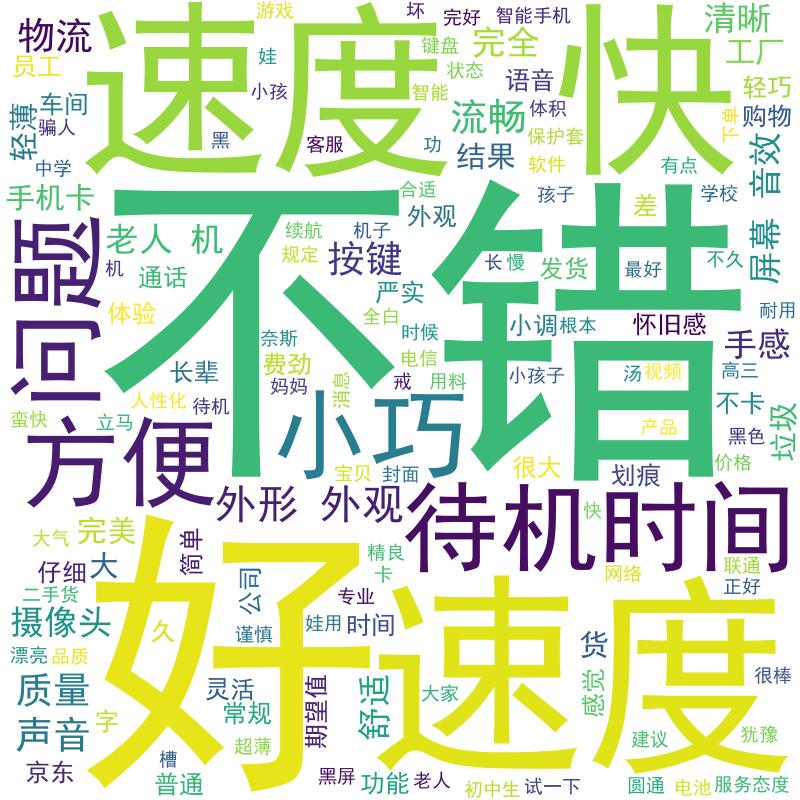 游戏
坏
完好
智能手机
清晰
物流
速度
快
键盘
完全
工厂
员工
娃
状态
语音
轻薄
车间
小孩
智能
轻巧
骗人
黑
客服
功
流畅
体积
下单
购物
保护套
中学
结果
软件
有点
音效
手机卡
合适
孩子
学校
不错
外观
差
问题
老人 机
续航
机子
按键
长
慢
发货
最好
屏幕
不久
机
通话
规定
严实
体验
全白
时候
小调
根本
怀旧感
耐用
奈斯
手感
长辈
费劲
电信
小孩子
汤
视频
高三
妈妈
戒
用料
人性化
待机
消息
不卡
蛮快
立马
小巧
产品
黑色
垃圾
方便
宝贝
封面
很大
划痕
价格
外形 外观
待机时间
快
大气
完美
好
简单
精良
仔细
大
卡
网络
联通
二手货
公司
专业
正好
摄像头
久
谨慎
娃用
时间
速度
货
漂亮
品质
很棒
质量
灵活
期望值
舒适
大家
感觉
字
常规
声音
超薄
建议
犹豫
槽
京东
普通
黑屏
功能
老人
初中生
试一下
圆通
电池
服务态度